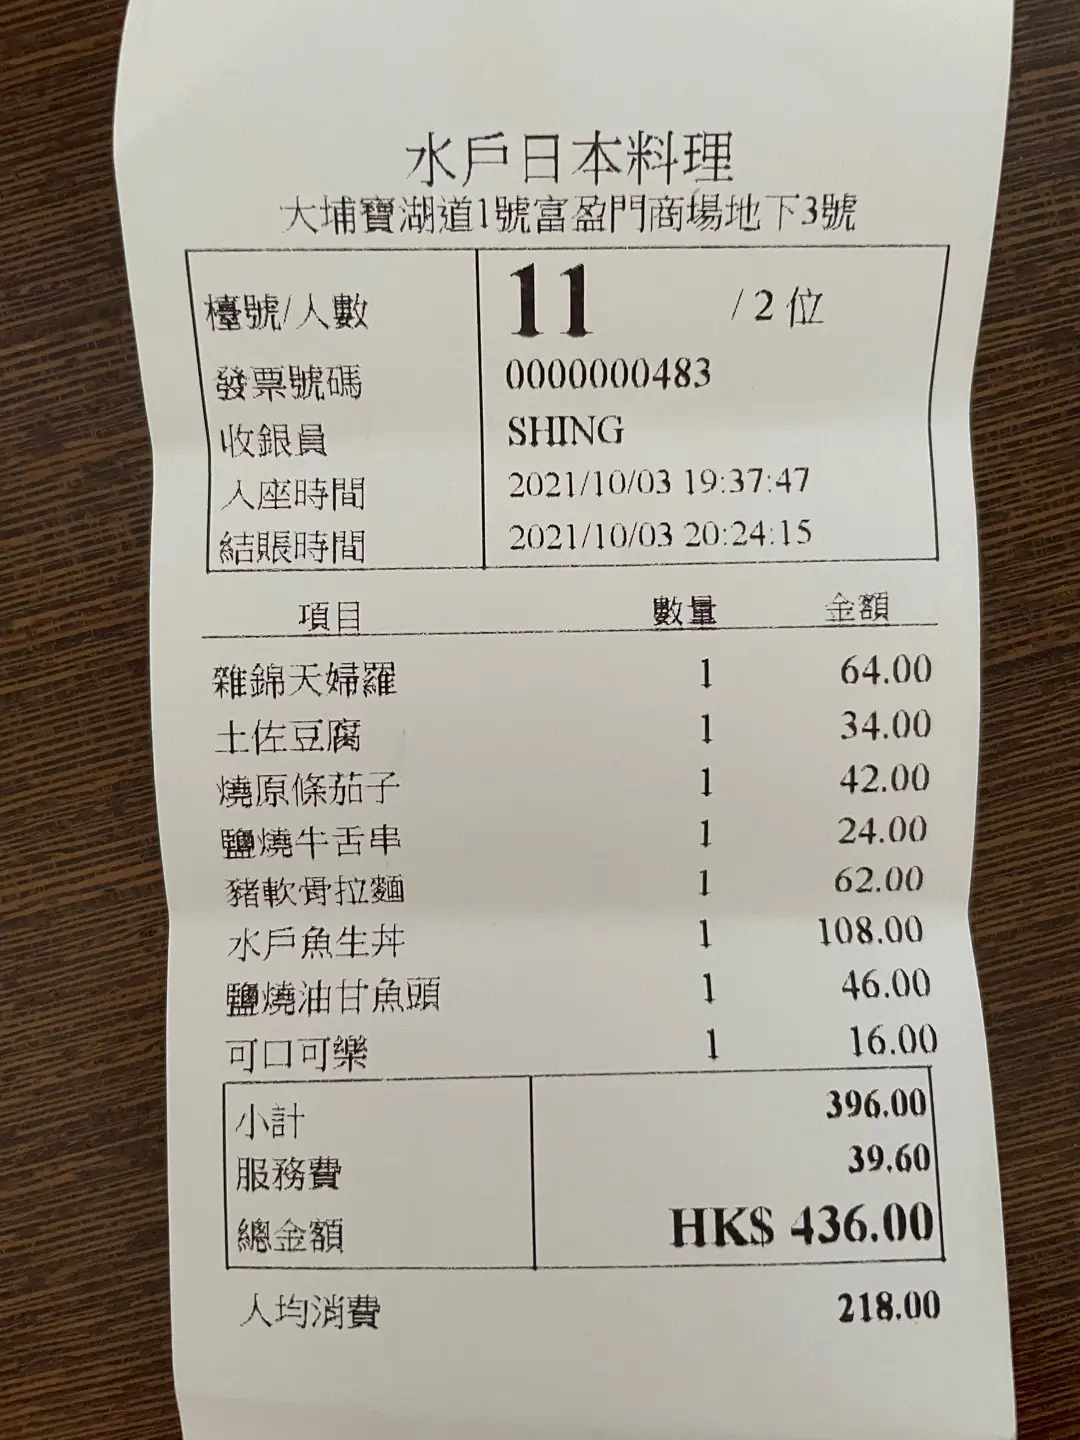 水戶日本料理
大埔寶湖道1號富盈門商場地下3號
檯號/人數 11 / 2 位
發票號碼 0000000483
收銀員 SHING
入座時間 2021/10/03 19:37:47
結賬時間 2021/10/03 20:24:15
項目 數量 金額
雜錦天婦羅 1 64.00
土佐豆腐 1 34.00
燒原條茄子 1 42.00
鹽燒牛舌串 1 24.00
豬軟骨拉麵 1 62.00
水戶魚生丼 1 108.00
鹽燒油甘魚頭 1 46.00
可口可樂 1 16.00
小計 396.00
服務費 39.60
總金額 HK$ 436.00
人均消費 218.00